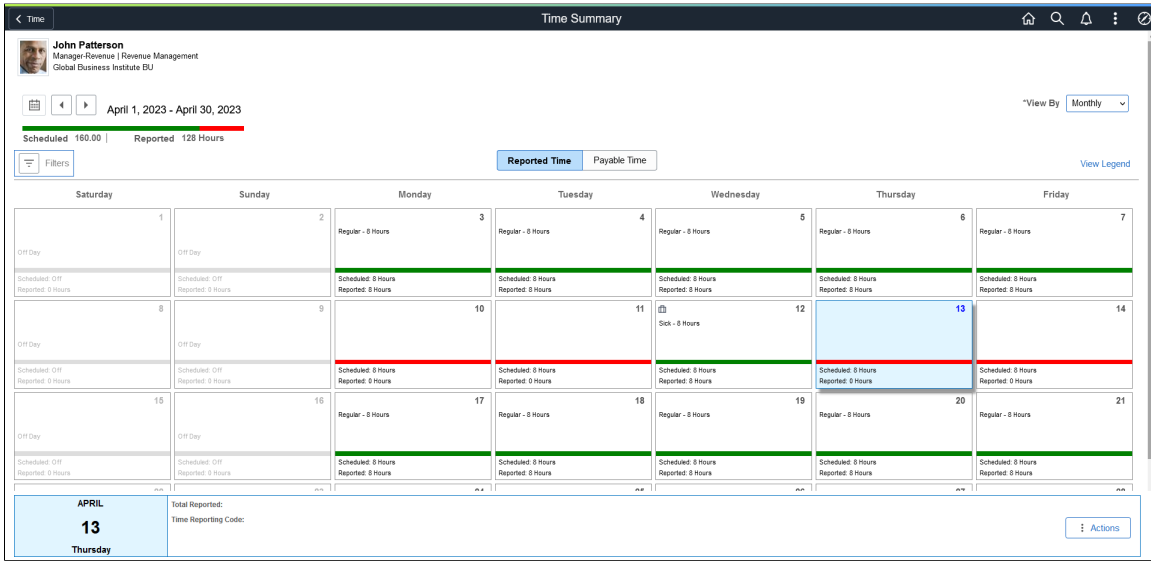 Time
Time Summary
John Patterson
Manager-Revenue | Revenue Management
Global Business Institute BU
April 1, 2023 - April 30, 2023
*View By Monthly
Scheduled 160.00 | Reported 128 Hours
Filters
Reported Time Payable Time
View Legend
Saturday Sunday Monday Tuesday Wednesday Thursday Friday
1 2 3 4 5 6 7
Regular - 8 Hours Regular - 8 Hours Regular - 8 Hours Regular - 8 Hours Regular - 8 Hours
Off Day Off Day
Scheduled: Off Scheduled: Off Scheduled: 8 Hours Scheduled: 8 Hours Scheduled: 8 Hours Scheduled: 8 Hours Scheduled: 8 Hours
Reported: 0 Hours Reported: 0 Hours Reported: 8 Hours Reported: 8 Hours Reported: 8 Hours Reported: 8 Hours Reported: 8 Hours
8 9 10 11 12 13 14
Sick - 8 Hours
Off Day Off Day
Scheduled: Off Scheduled: Off Scheduled: 8 Hours Scheduled: 8 Hours Scheduled: 8 Hours Scheduled: 8 Hours Scheduled: 8 Hours
Reported: 0 Hours Reported: 0 Hours Reported: 0 Hours Reported: 0 Hours Reported: 8 Hours Reported: 0 Hours Reported: 0 Hours
15 16 17 18 19 20 21
Regular - 8 Hours Regular - 8 Hours Regular - 8 Hours Regular - 8 Hours Regular - 8 Hours
Off Day Off Day
Scheduled: Off Scheduled: Off Scheduled: 8 Hours Scheduled: 8 Hours Scheduled: 8 Hours Scheduled: 8 Hours Scheduled: 8 Hours
Reported: 0 Hours Reported: 0 Hours Reported: 8 Hours Reported: 8 Hours Reported: 8 Hours Reported: 8 Hours Reported: 8 Hours
APRIL
13
Thursday
Total Reported:
Time Reporting Code:
Actions